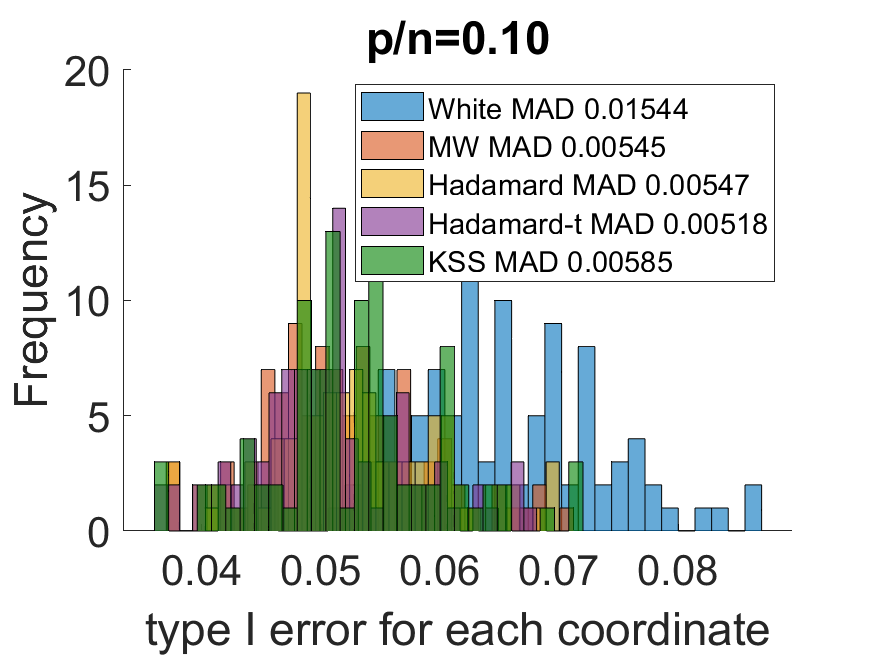 p/n=0.10
20
15
10
5
0
Frequency
White MAD 0.01544
MW MAD 0.00545
Hadamard MAD 0.00547
Hadamard-t MAD 0.00518
KSS MAD 0.00585
0.04 0.05 0.06 0.07 0.08
type I error for each coordinate